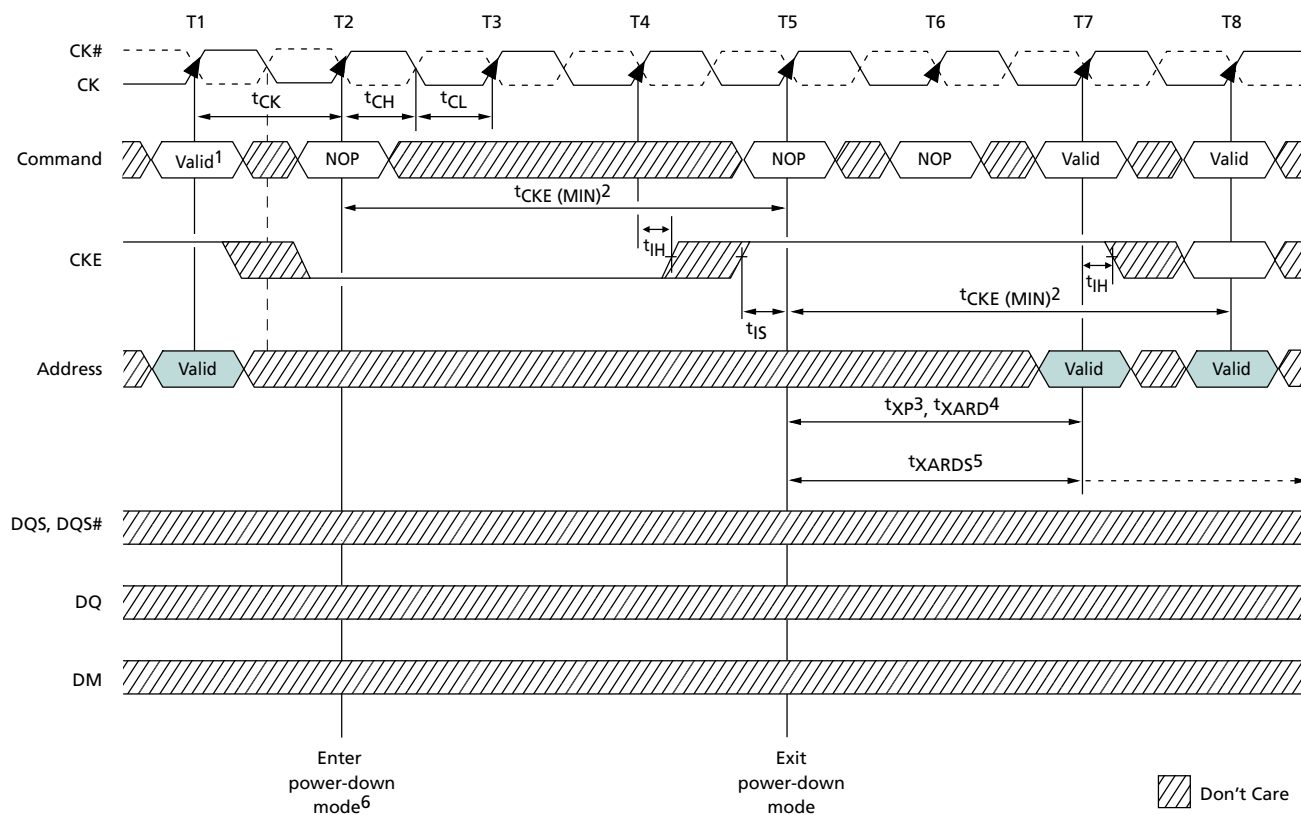 T1 T2 T3 T4 T5 T6 T7 T8
CK#
CK
tCK tCH tCL
Command Valid1 NOP NOP NOP Valid Valid
tCKE (MIN)2
tIH
CKE
tIH
tCKE (MIN)2
tIS
Address Valid Valid Valid
tXP3, tXARD4
tXARDS5
DQS, DQS#
DQ
DM
Enter
power-down
mode6
Exit
power-down
mode
Don't Care